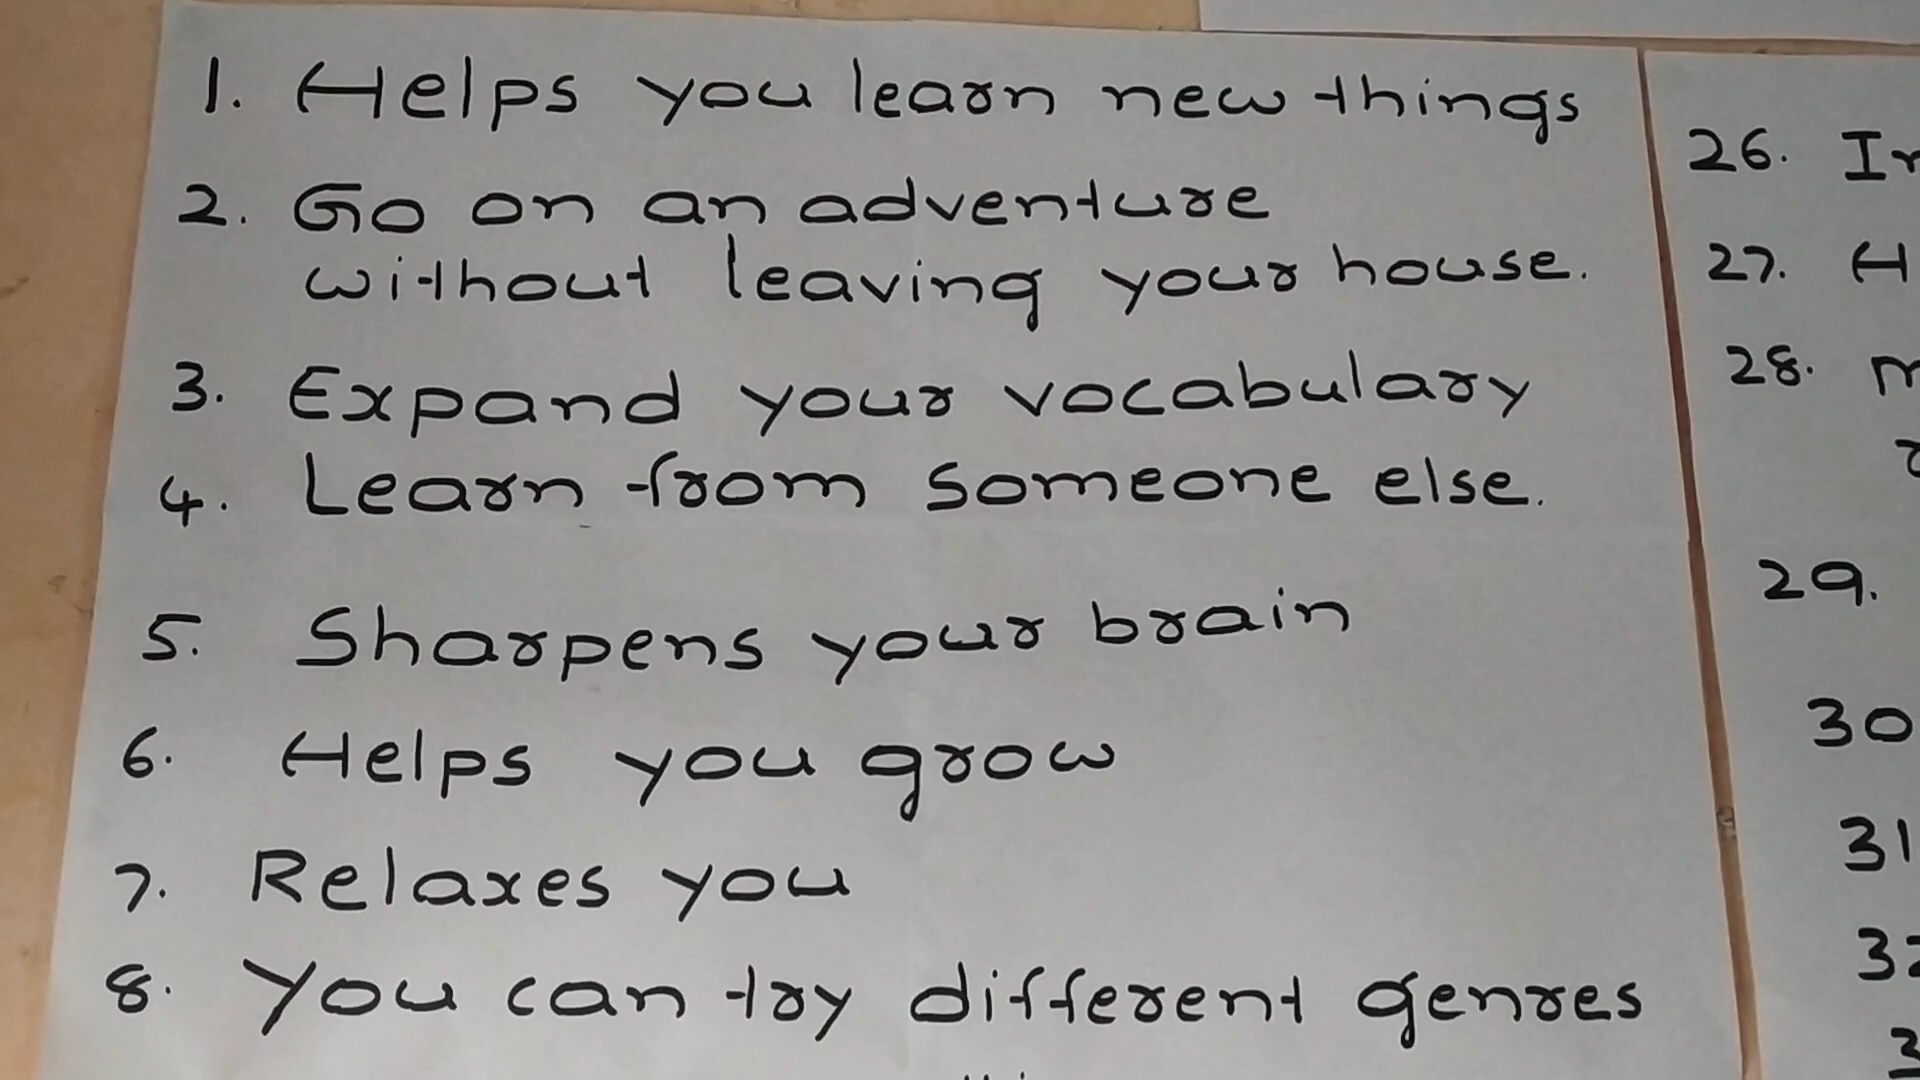 1. Helps you learn new things
2. Go on an adventure
without leaving your house.
3. Expand your vocabulary
4. Learn from someone else.
5. Sharpens your brain
6. Helps you grow
7. Relaxes you
8. You can try different genres
26.
27.
28.
29.
30
31